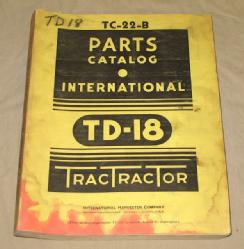 TD18
TC-22-B
PARTS
CATALOG
INTERNATIONAL
TD-18
TRACTRACTOR
INTERNATIONAL HARVESTER COMPANY